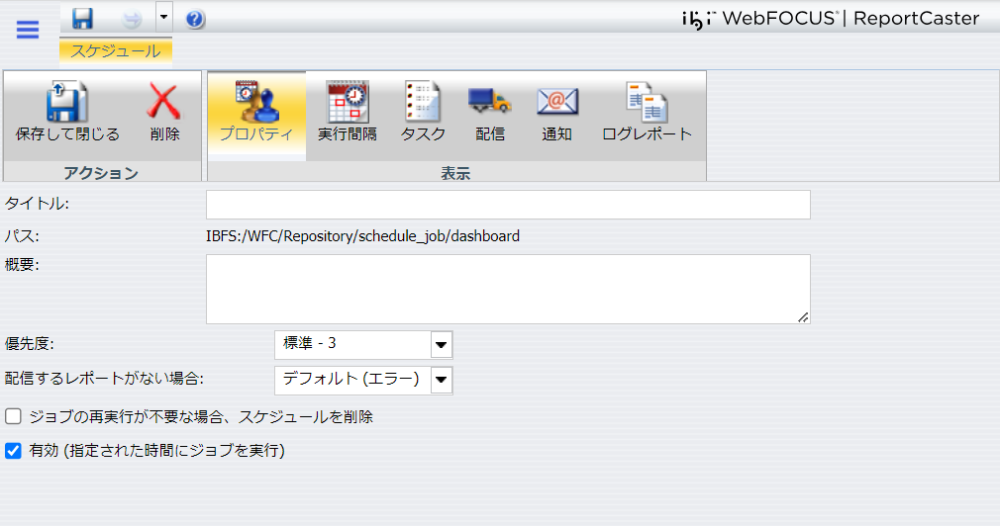 ibi™ WebFOCUS® | ReportCaster
スケジュール
保存して閉じる 削除 プロパティ 実行間隔 タスク 配信 通知 ログレポート
アクション 表示
タイトル:
パス: IBFS:/WFC/Repository/schedule_job/dashboard
概要:
優先度: 標準 - 3
配信するレポートがない場合: デフォルト (エラー)
ジョブの再実行が不要な場合、スケジュールを削除
有効 (指定された時間にジョブを実行)